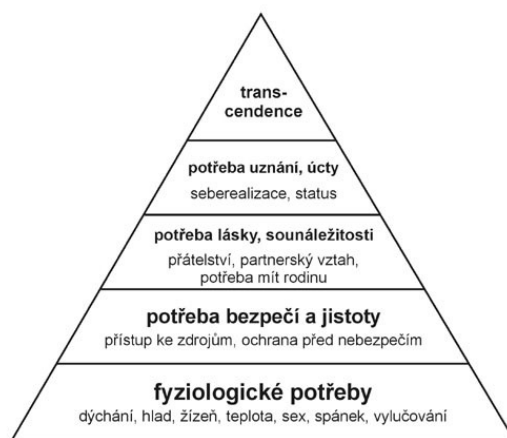 trans-
cendence
potřeba uznání, úcty
seberealizace, status
potřeba lásky, sounáležitosti
přátelství, partnerský vztah,
potřeba mít rodinu
potřeba bezpečí a jistoty
přístup ke zdrojům, ochrana před nebezpečím
fyziologické potřeby
dýchání, hlad, žízeň, teplota, sex, spánek, vylučování